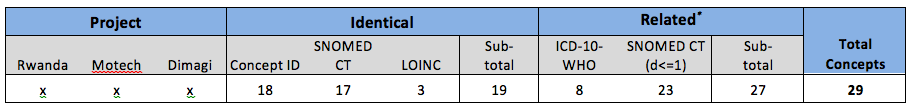 Project Identical Related*
Total Concepts
Rwanda Motech Dimagi Concept ID SNOMED CT LOINC Sub-total ICD-10-WHO SNOMED CT (d<=1) Sub-total
x x x 18 17 3 19 8 23 27 29